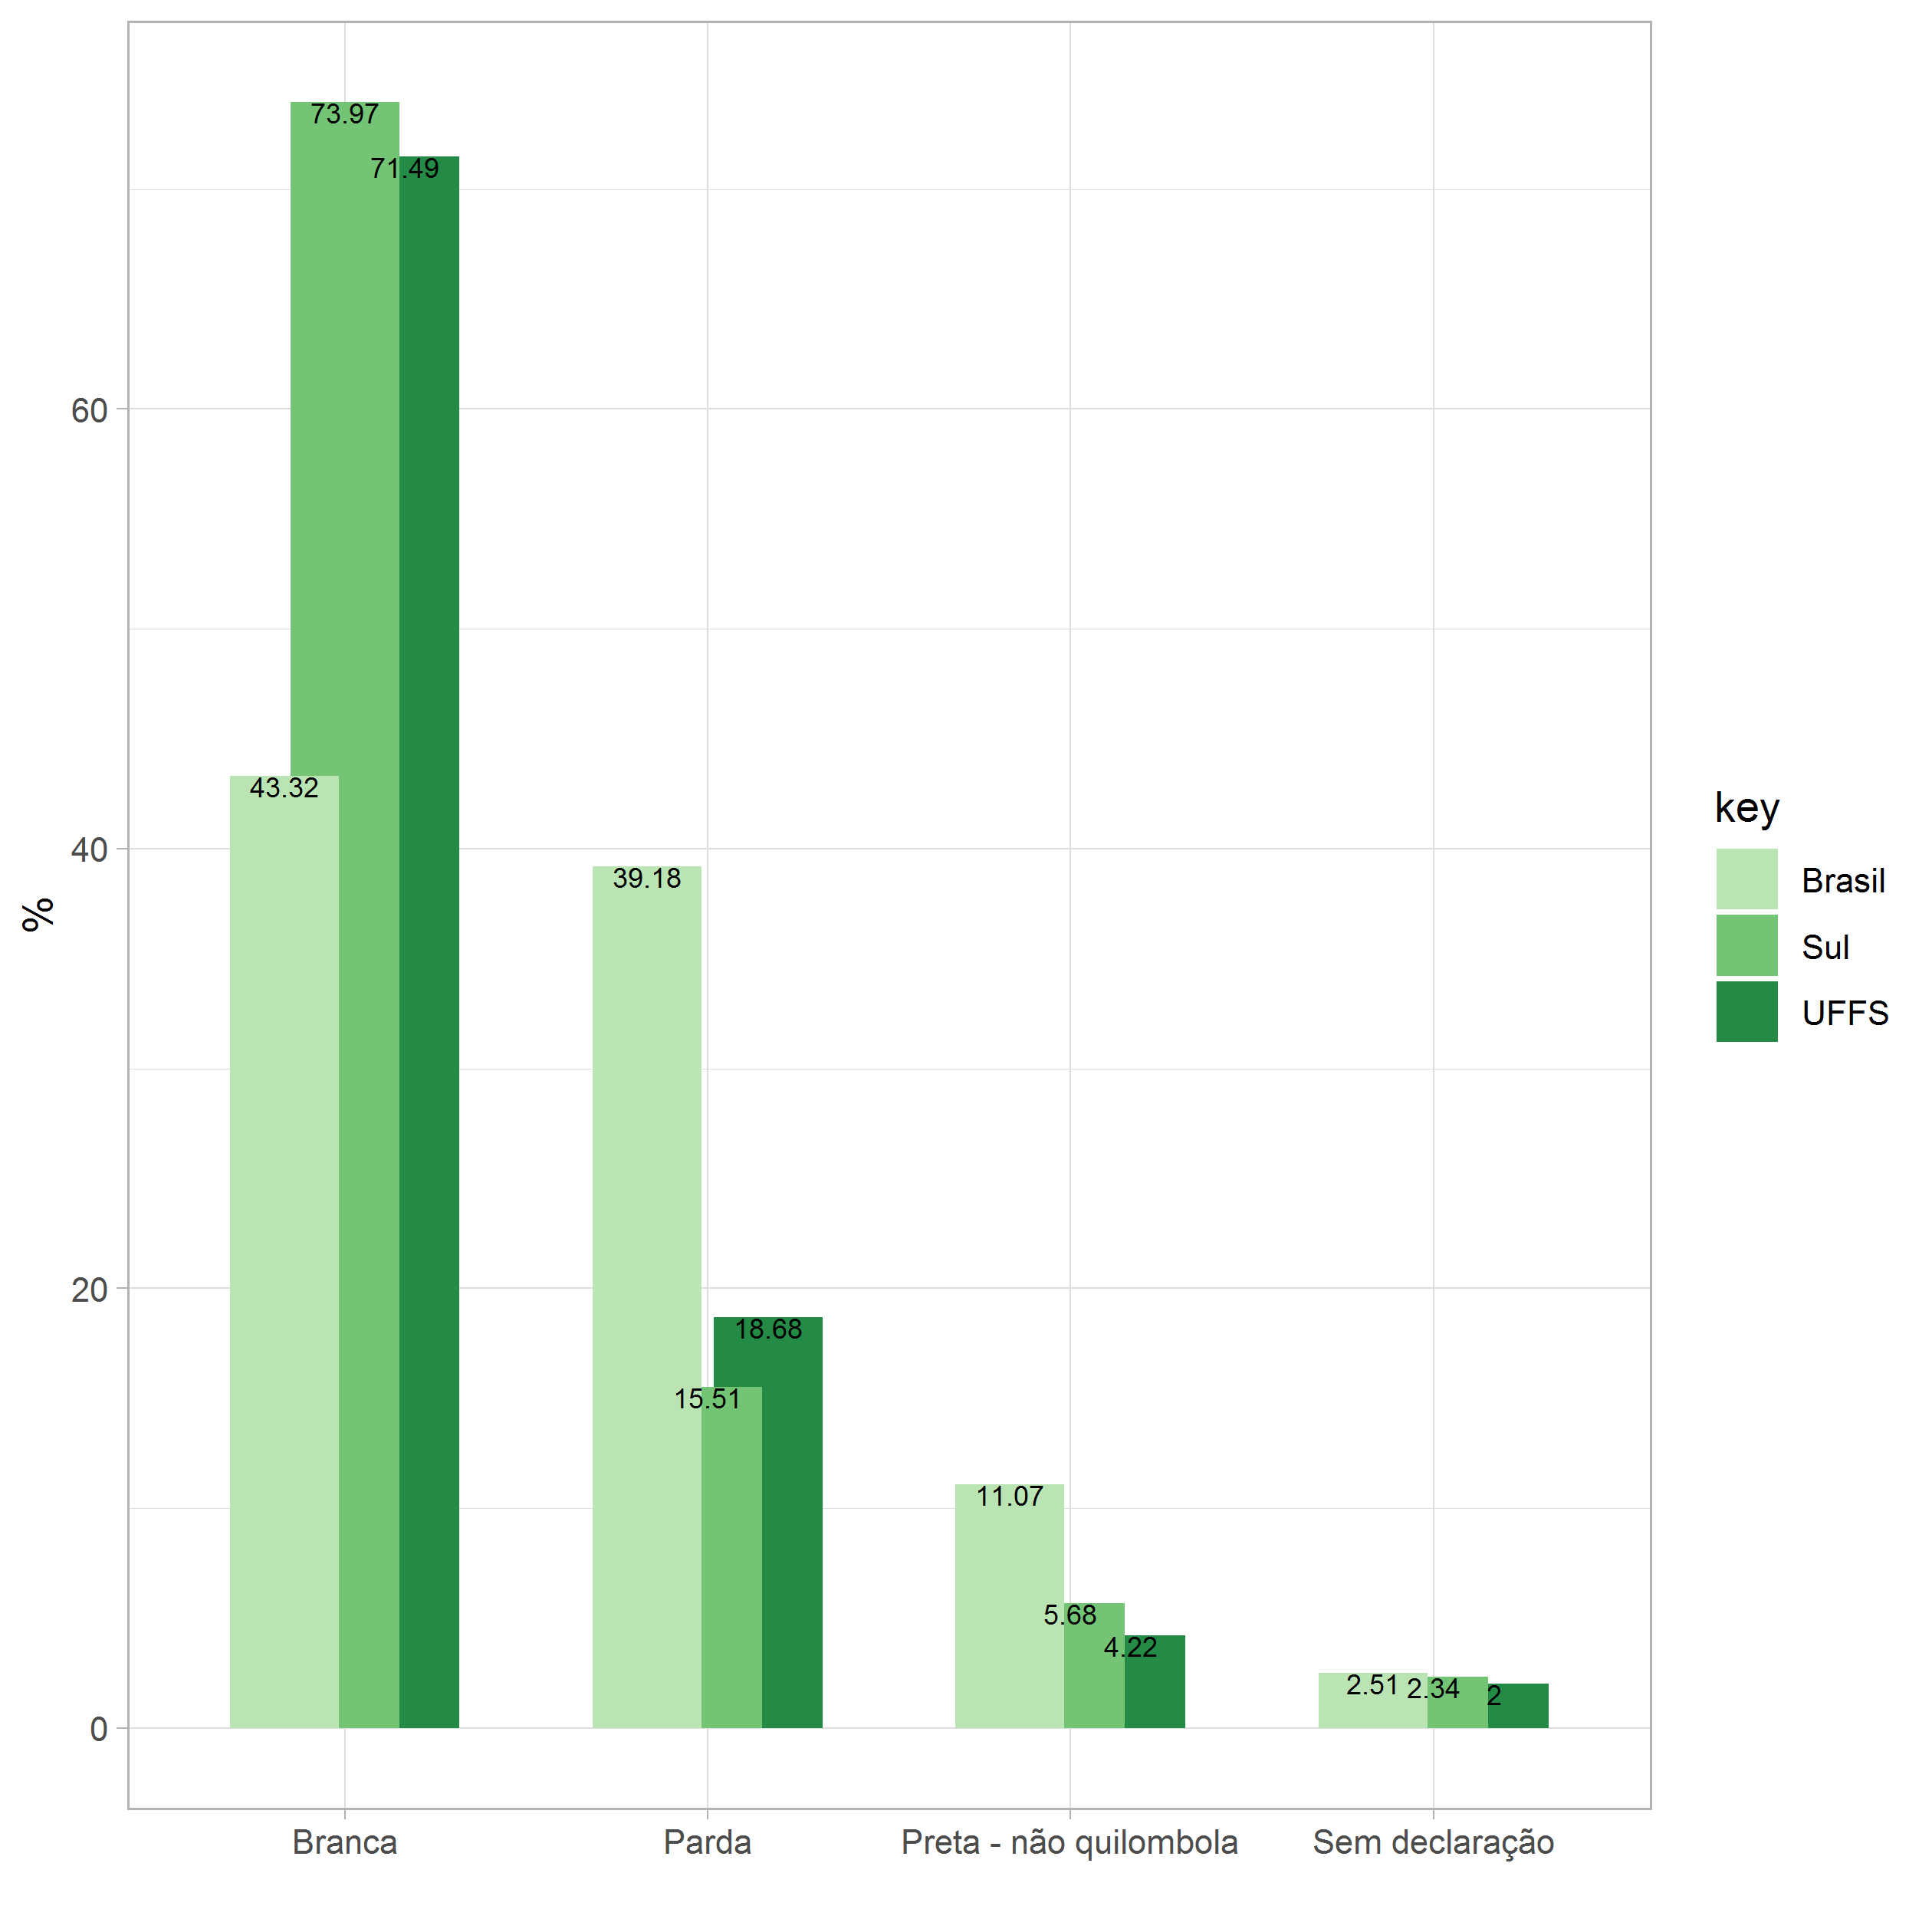 73.97
71.49
60
43.32
40
39.18
%
key
Brasil
Sul
UFFS
20
18.68
15.51
11.07
5.68
4.22
2.51
2.34
2
0
Branca
Parda
Preta - não quilombola
Sem declaração